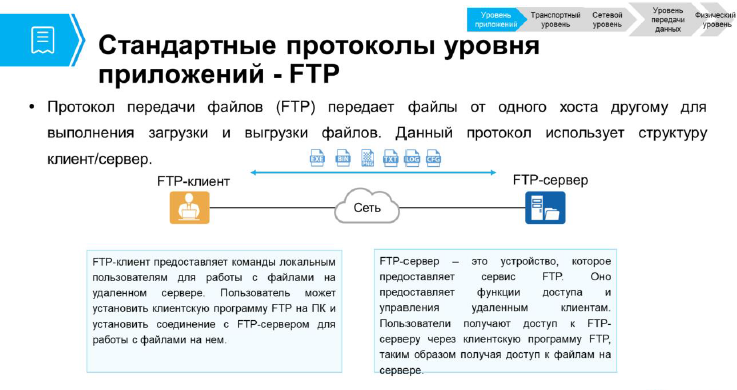 Уровень приложений
Транспортный уровень
Сетевой уровень
Уровень передачи данных
Физический уровень
Стандартные протоколы уровня
приложений - FTP
• Протокол передачи файлов (FTP) передает файлы от одного хоста другому для
выполнения загрузки и выгрузки файлов. Данный протокол использует структуру
клиент/сервер.
EXE BIN TXT LOG CFG
FTP-клиент
FTP-сервер
Сеть
FTP-клиент предоставляет команды локальным
пользователям для работы с файлами на
удаленном сервере. Пользователь может
установить клиентскую программу FTP на ПК и
установить соединение с FTP-сервером для
работы с файлами на нем.
FTP-сервер – это устройство, которое
предоставляет сервис FTP. Оно
предоставляет функции доступа и
управления удаленным клиентам.
Пользователи получают доступ к FTP-
серверу через клиентскую программу FTP,
таким образом получая доступ к файлам на
сервере.